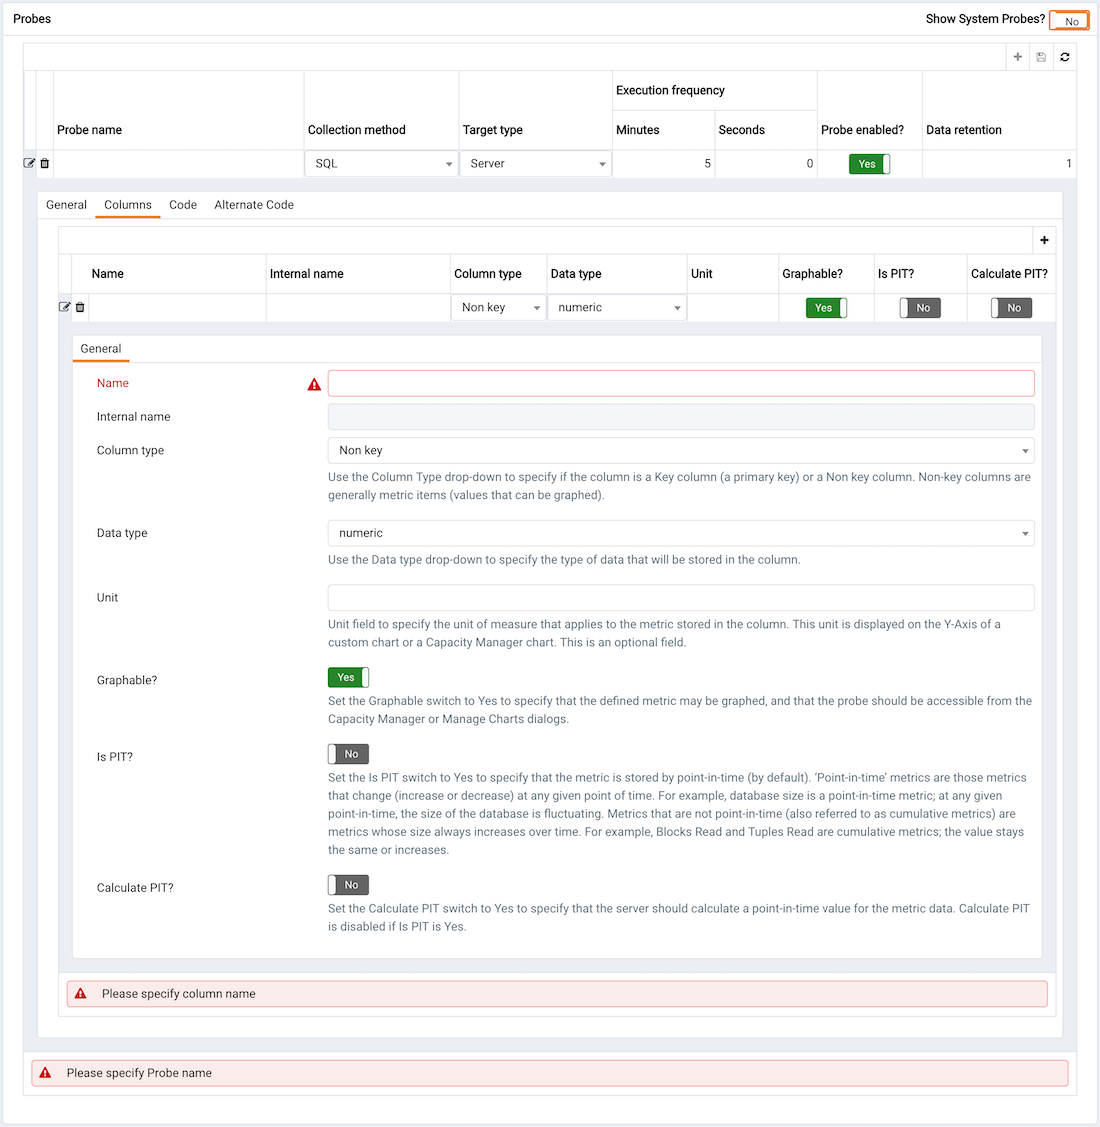 Probes
Show System Probes? No
Execution frequency
Probe name Collection method Target type Minutes Seconds Probe enabled? Data retention
SQL Server 5 0 Yes 1
General Columns Code Alternate Code
Name Internal name Column type Data type Unit Graphable? Is PIT? Calculate PIT?
Non key numeric Yes No No
General
Name
Internal name
Column type Non key
Use the Column Type drop-down to specify if the column is a Key column (a primary key) or a Non key column. Non-key columns are
generally metric items (values that can be graphed).
Data type numeric
Use the Data type drop-down to specify the type of data that will be stored in the column.
Unit
Unit field to specify the unit of measure that applies to the metric stored in the column. This unit is displayed on the Y-Axis of a
custom chart or a Capacity Manager chart. This is an optional field.
Graphable? Yes
Set the Graphable switch to Yes to specify that the defined metric may be graphed, and that the probe should be accessible from the
Capacity Manager or Manage Charts dialogs.
Is PIT? No
Set the Is PIT switch to Yes to specify that the metric is stored by point-in-time (by default). ‘Point-in-time’ metrics are those metrics
that change (increase or decrease) at any given point of time. For example, database size is a point-in-time metric; at any given
point-in-time, the size of the database is fluctuating. Metrics that are not point-in-time (also referred to as cumulative metrics) are
metrics whose size always increases over time. For example, Blocks Read and Tuples Read are cumulative metrics; the value stays
the same or increases.
Calculate PIT? No
Set the Calculate PIT switch to Yes to specify that the server should calculate a point-in-time value for the metric data. Calculate PIT
is disabled if Is PIT is Yes.
Please specify column name
Please specify Probe name